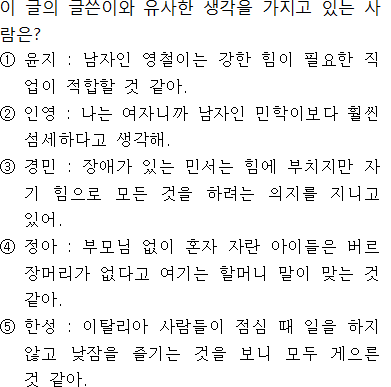 이 글의 글쓴이와 유사한 생각을 가지고 있는 사
람은?
① 윤지 : 남자인 영철이는 강한 힘이 필요한 직
업이 적합할 것 같아.
② 인영 : 나는 여자니까 남자인 민학이보다 훨씬
섬세하다고 생각해.
③ 경민 : 장애가 있는 민서는 힘에 부치지만 자
기 힘으로 모든 것을 하려는 의지를 지니고
있어.
④ 정아 : 부모님 없이 혼자 자란 아이들은 버르
장머리가 없다고 여기는 할머니 말이 맞는 것
같아.
⑤ 한성 : 이탈리아 사람들이 점심 때 일을 하지
않고 낮잠을 즐기는 것을 보니 모두 게으른
것 같아.